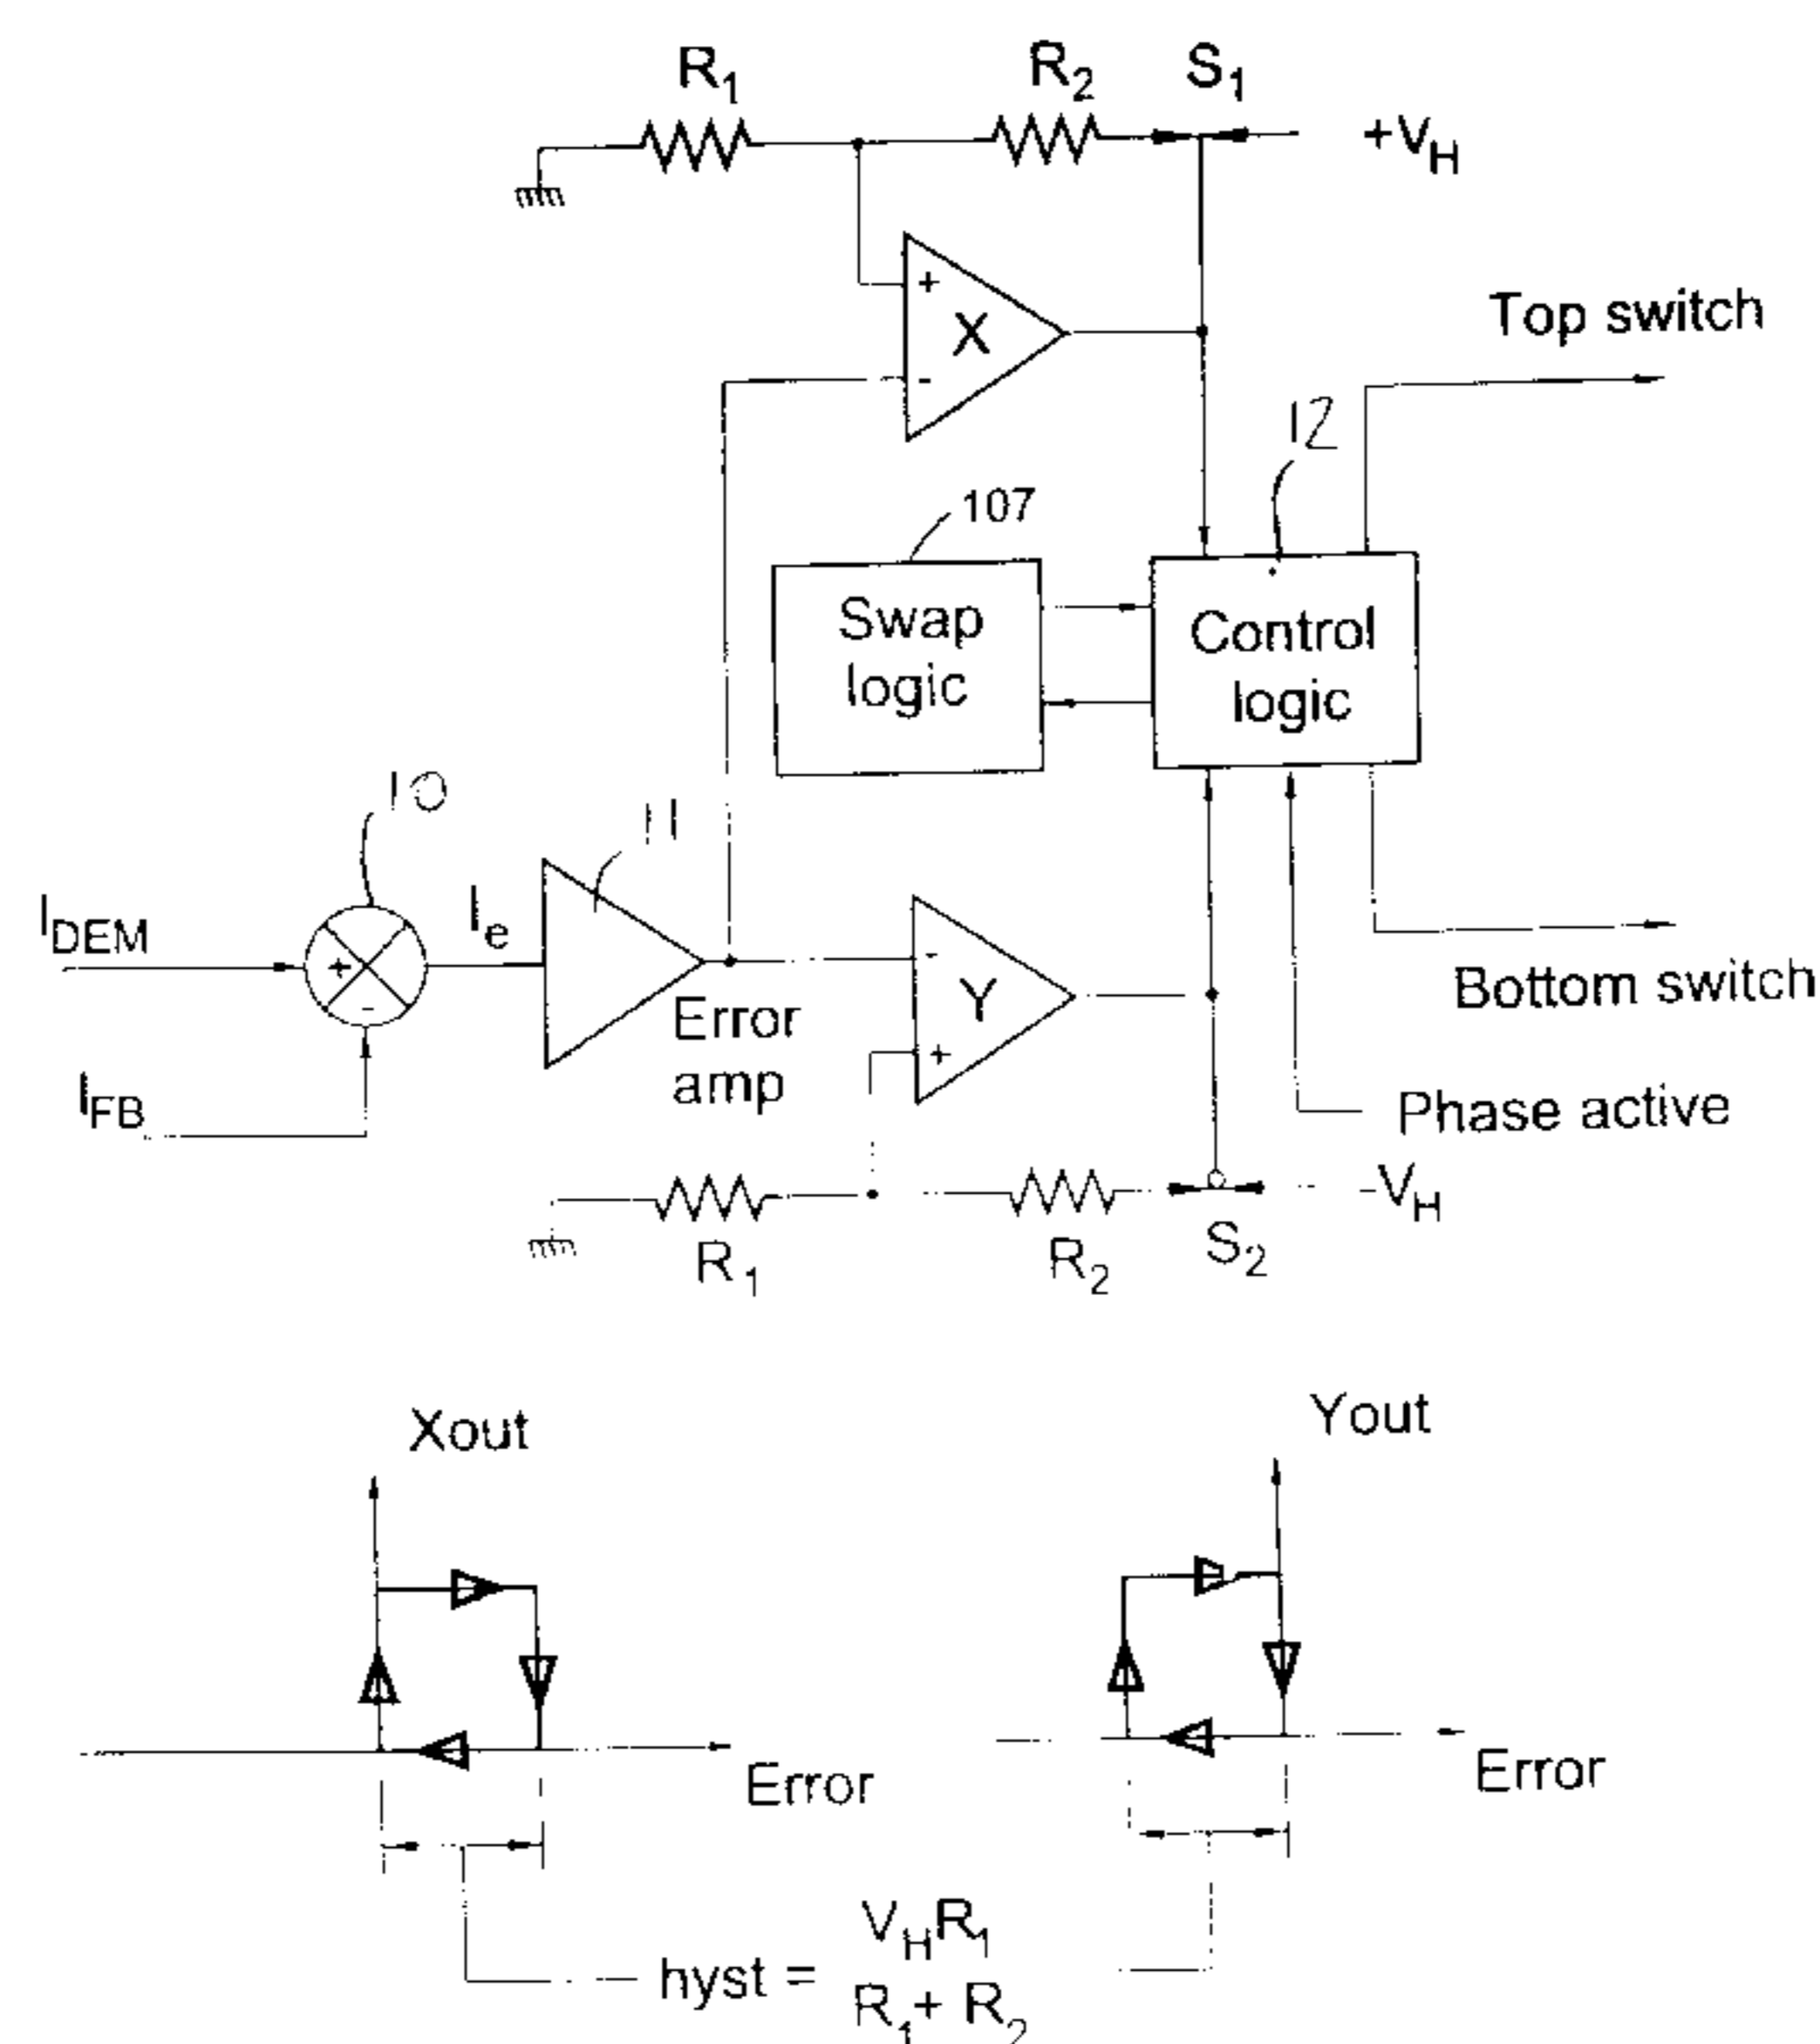 R1 R2 S1 +VH
+
X
-
Top switch
12
107
Swap logic
Control logic
10
11
IDEM
+
-
Ie
Error amp
-
Y
+
IFB
Phase active
Bottom switch
-VH
R1 R2 S2
Xout
Yout
Error
Error
hyst = VHR1
R1+ R2